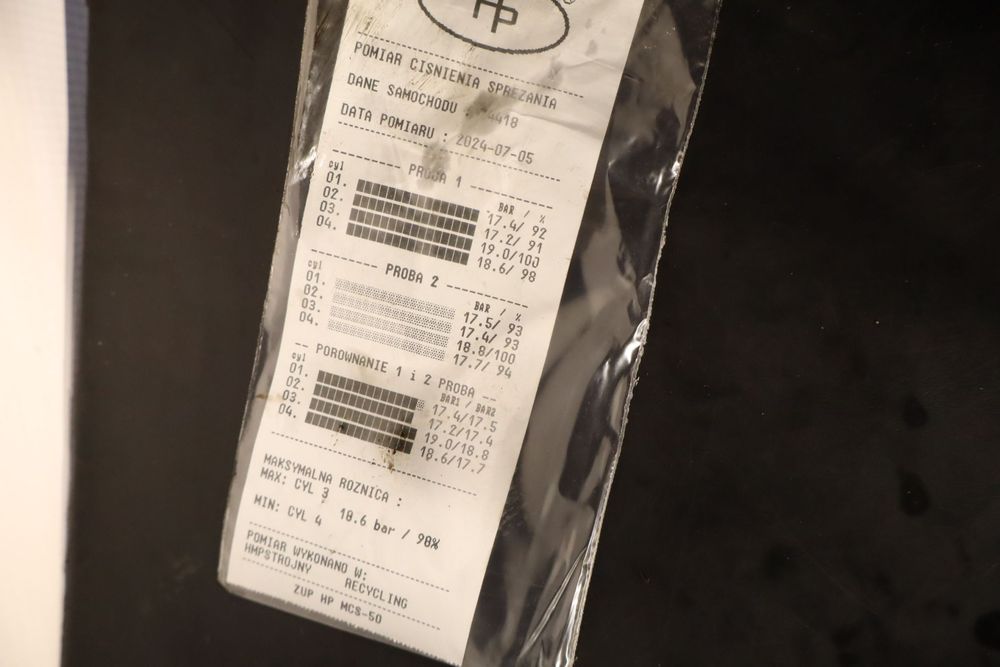 HP
®
POMIAR CISNIENIA SPREZANIA
DANE SAMOCHODU 4418
DATA POMIARU : 2024-07-05
PROBA 1
cyl BAR / %
01. 17.4/ 92
02. 17.2/ 91
03. 19.0/100
04. 18.6/ 98
PROBA 2
cyl BAR / %
01. 17.5/ 93
02. 17.4/ 93
03. 18.8/100
04. 17.7/ 94
-- POROWNANIE 1 i 2 PROBA --
cyl BAR1 / BAR2
01. 17.4/17.5
02. 17.2/17.4
03. 19.0/18.8
04. 18.6/17.7
MAKSYMALNA ROZNICA :
MAX: CYL 3
18.6 bar / 98%
MIN: CYL 4
POMIAR WYKONANO W:
HMPSTROJNY RECYCLING
ZUP HP MCS-50